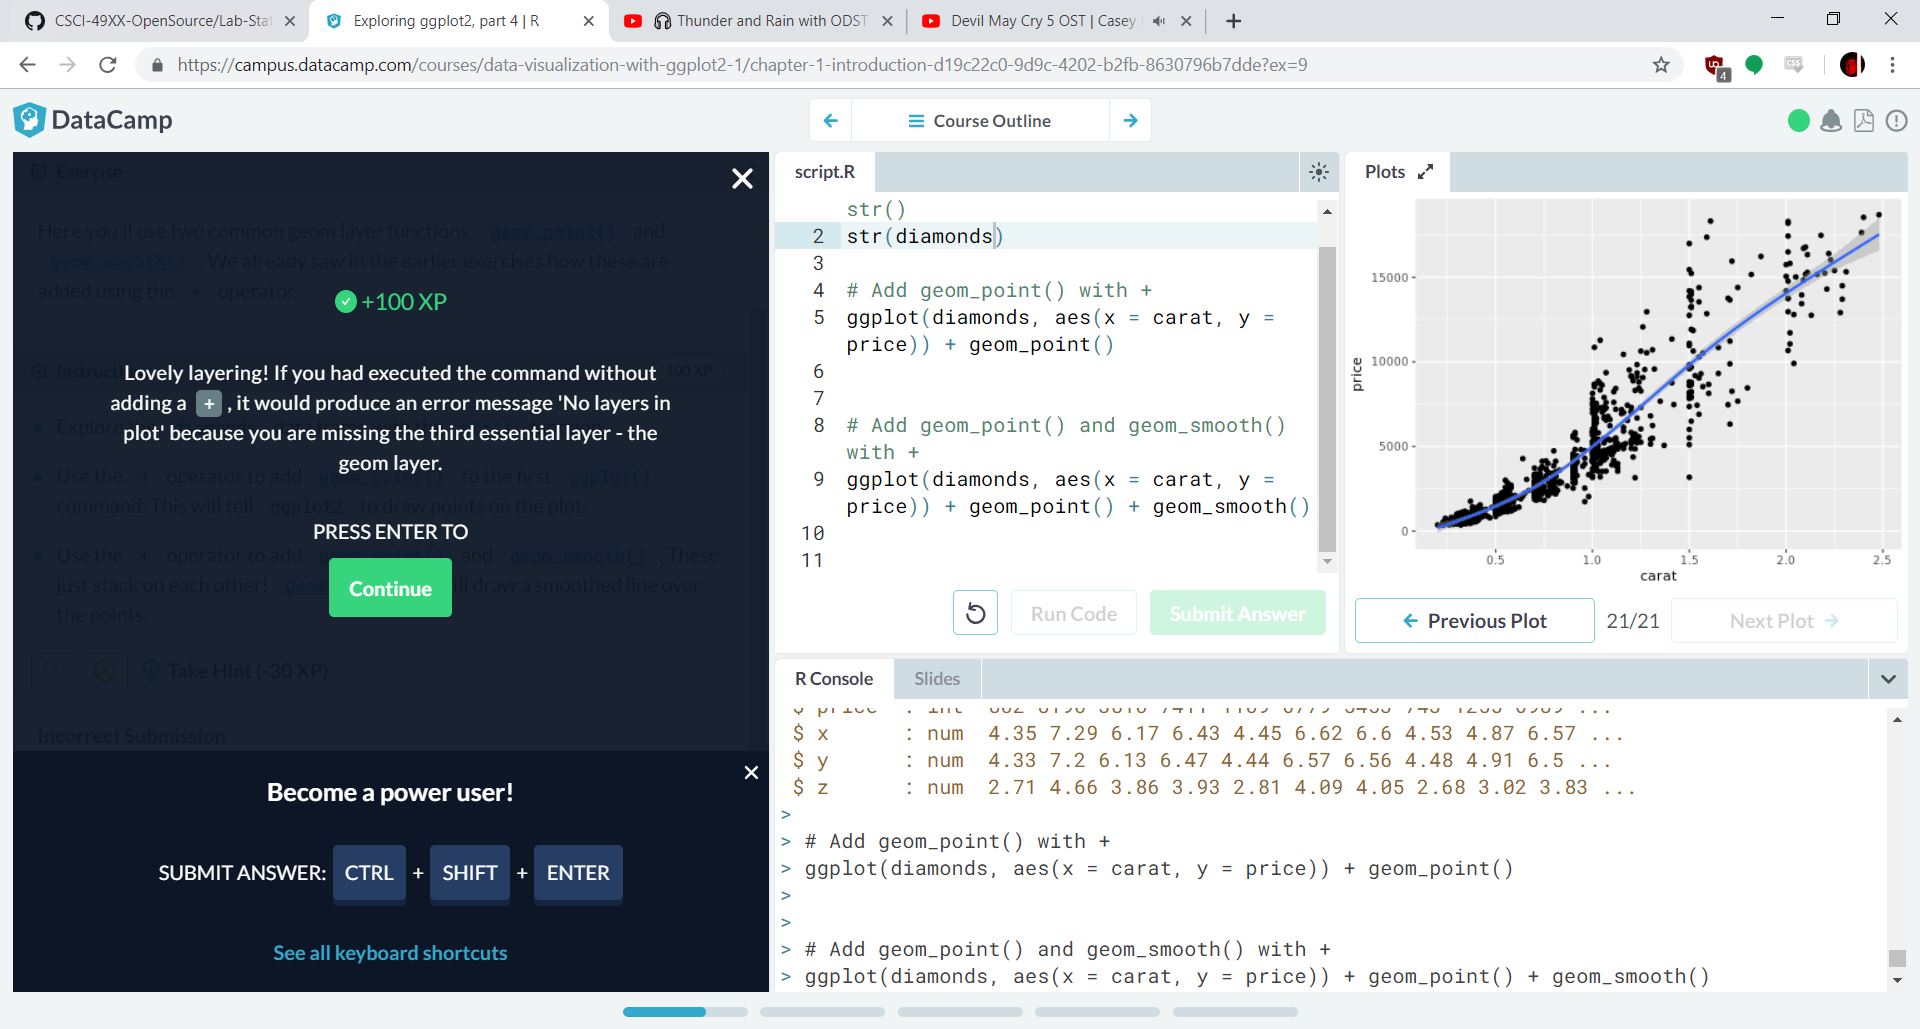 CSCI-49XX-OpenSource/Lab-Stat
Exploring ggplot2, part 4 | R
Thunder and Rain with ODST
Devil May Cry 5 OST | Casey
https://campus.datacamp.com/courses/data-visualization-with-ggplot2-1/chapter-1-introduction-d19c22c0-9d9c-4202-b2fb-8630796b7dde?ex=9
4
CSS
DataCamp
Course Outline
Exercise
Here you'll use two common geom layer functions: geom_point() and
geom_smooth(). We already saw in the earlier exercises how these are
added using the + operator.
+100 XP
100 XP
Lovely layering! If you had executed the command without
adding a +, it would produce an error message 'No layers in
plot' because you are missing the third essential layer - the
geom layer.
Use the + operator to add geom_point() to the first ggplot()
command. This will tell ggplot2 to draw points on the plot.
PRESS ENTER TO
Use the + operator to add geom_point() and geom_smooth(). These
just stack on each other! ill draw a smoothed line over
the points.
Continue
Take Hint (-30 XP)
Incorrect Submission
Become a power user!
SUBMIT ANSWER: CTRL + SHIFT + ENTER
See all keyboard shortcuts
script.R
str()
2 str(diamonds)
3
4 # Add geom_point() with +
5 ggplot(diamonds, aes(x = carat, y =
price)) + geom_point()
6
7
8 # Add geom_point() and geom_smooth()
with +
9 ggplot(diamonds, aes(x = carat, y =
price)) + geom_point() + geom_smooth()
10
11
Run Code
Submit Answer
Plots
15000
10000
5000
0
price
0.5 1.0 1.5 2.0 2.5
carat
Previous Plot 21/21 Next Plot
R Console
Slides
$ x : num 4.35 7.29 6.17 6.43 4.45 6.62 6.6 4.53 4.87 6.57 ...
$ y : num 4.33 7.2 6.13 6.47 4.44 6.57 6.56 4.48 4.91 6.5 ...
$ z : num 2.71 4.66 3.86 3.93 2.81 4.09 4.05 2.68 3.02 3.83 ...
>
> # Add geom_point() with +
> ggplot(diamonds, aes(x = carat, y = price)) + geom_point()
>
>
> # Add geom_point() and geom_smooth() with +
> ggplot(diamonds, aes(x = carat, y = price)) + geom_point() + geom_smooth()